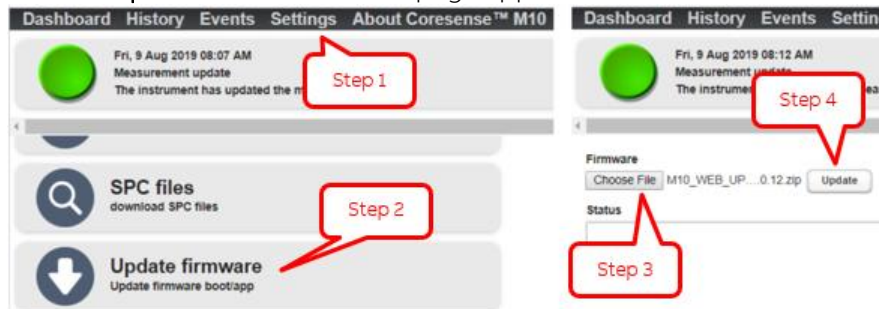 Dashboard History Events Settings About Coresense™ M10
Fri, 9 Aug 2019 08:07 AM
Measurement update
The instrument has updated the m
Step 1
SPC files
download SPC files
Step 2
Update firmware
Update firmware boot/app
Dashboard History Events Settin
Fri, 9 Aug 2019 08:12 AM
Measurement update
The instrume
Step 4
Firmware
Choose File M10_WEB_UP....0.12.zip Update
Status
Step 3